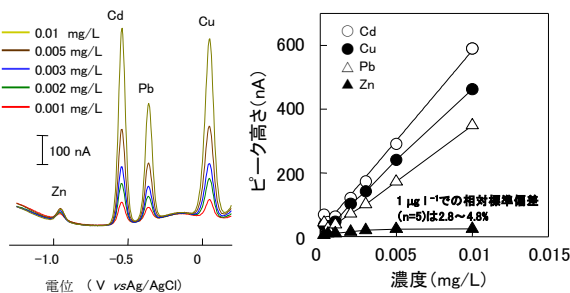 0.01 mg/L
0.005 mg/L
0.003 mg/L
0.002 mg/L
0.001 mg/L
Cd
Cu
Pb
100 nA
Zn
−1.0
−0.5
0
電位 （V vsAg/AgCl)
Cd
Cu
Pb
Zn
600
400
200
0
ピーク高さ(nA)
1 μg l⁻¹での相対標準偏差
(n=5)は2.8～4.8%
0
0.005
0.01
0.015
濃度(mg/L)